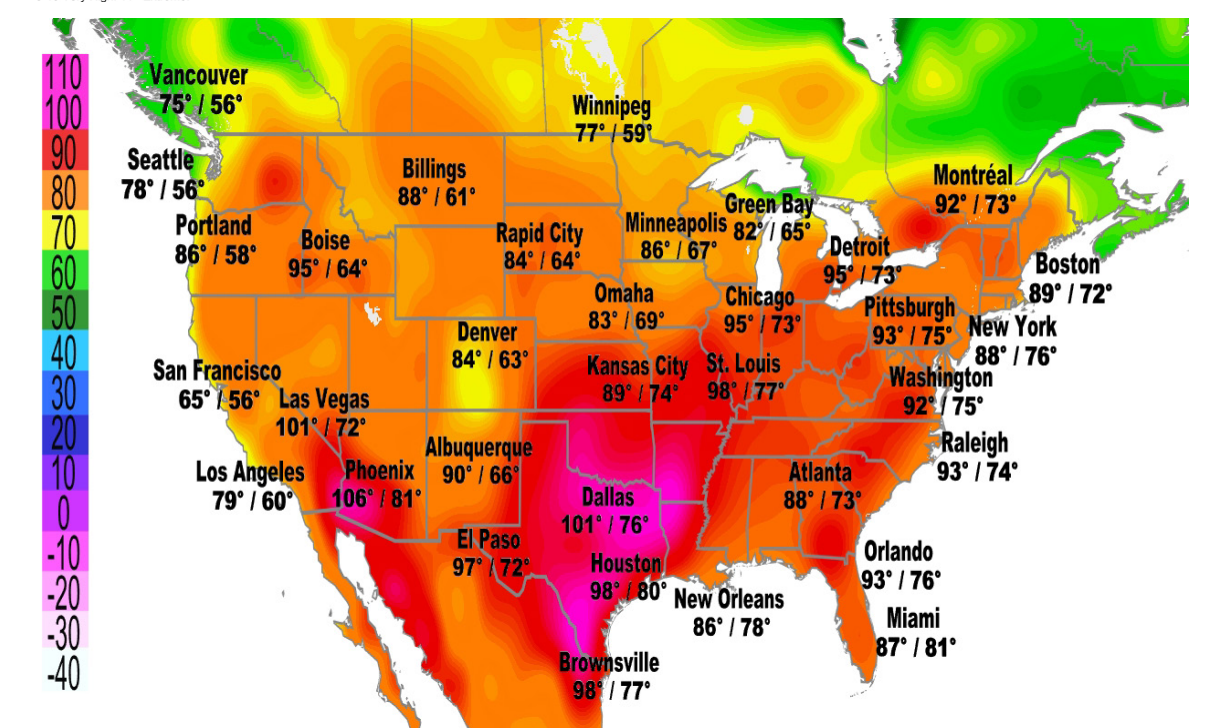 110
100
90
80
70
60
50
40
30
20
10
0
-10
-20
-30
-40
Vancouver
75° / 56°
Winnipeg
77° / 59°
Seattle
78° / 56°
Billings
88° / 61°
Montréal
92° / 73°
Portland
86° / 58°
Boise
95° / 64°
Rapid City
84° / 64°
Minneapolis
86° / 67°
Green Bay
82° / 65°
Detroit
95° / 73°
Boston
89° / 72°
Omaha
83° / 69°
Chicago
95° / 73°
Pittsburgh
93° / 75°
New York
88° / 76°
Denver
84° / 63°
San Francisco
65° / 56°
Las Vegas
101° / 72°
Kansas City
89° / 74°
St. Louis
98° / 77°
Washington
92° / 75°
Los Angeles
79° / 60°
Phoenix
106° / 81°
Albuquerque
90° / 66°
Raleigh
93° / 74°
Dallas
101° / 76°
Atlanta
88° / 73°
El Paso
97° / 72°
Houston
98° / 80°
Orlando
93° / 76°
New Orleans
86° / 78°
Miami
87° / 81°
Brownsville
98° / 77°